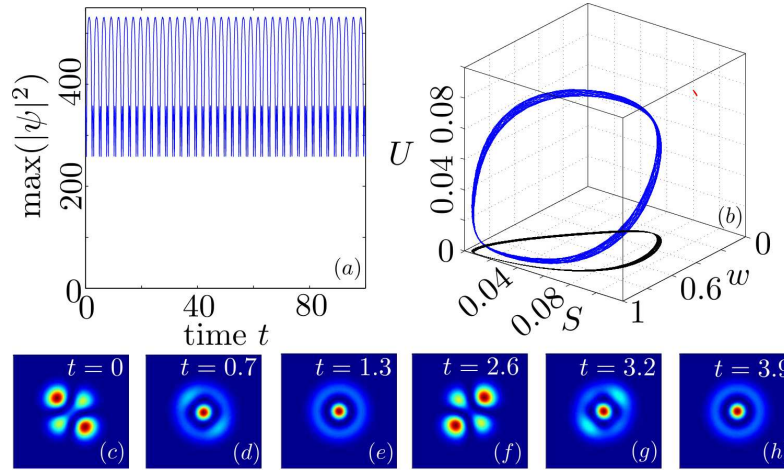 max(|ψ|²)
400
200
0
0
40
80
time t
(a)
U
0.08
0.04
0
0.04
0.08
S
1
0.6
w
0
(b)
t = 0
(c)
t = 0.7
(d)
t = 1.3
(e)
t = 2.6
(f)
t = 3.2
(g)
t = 3.9
(h)